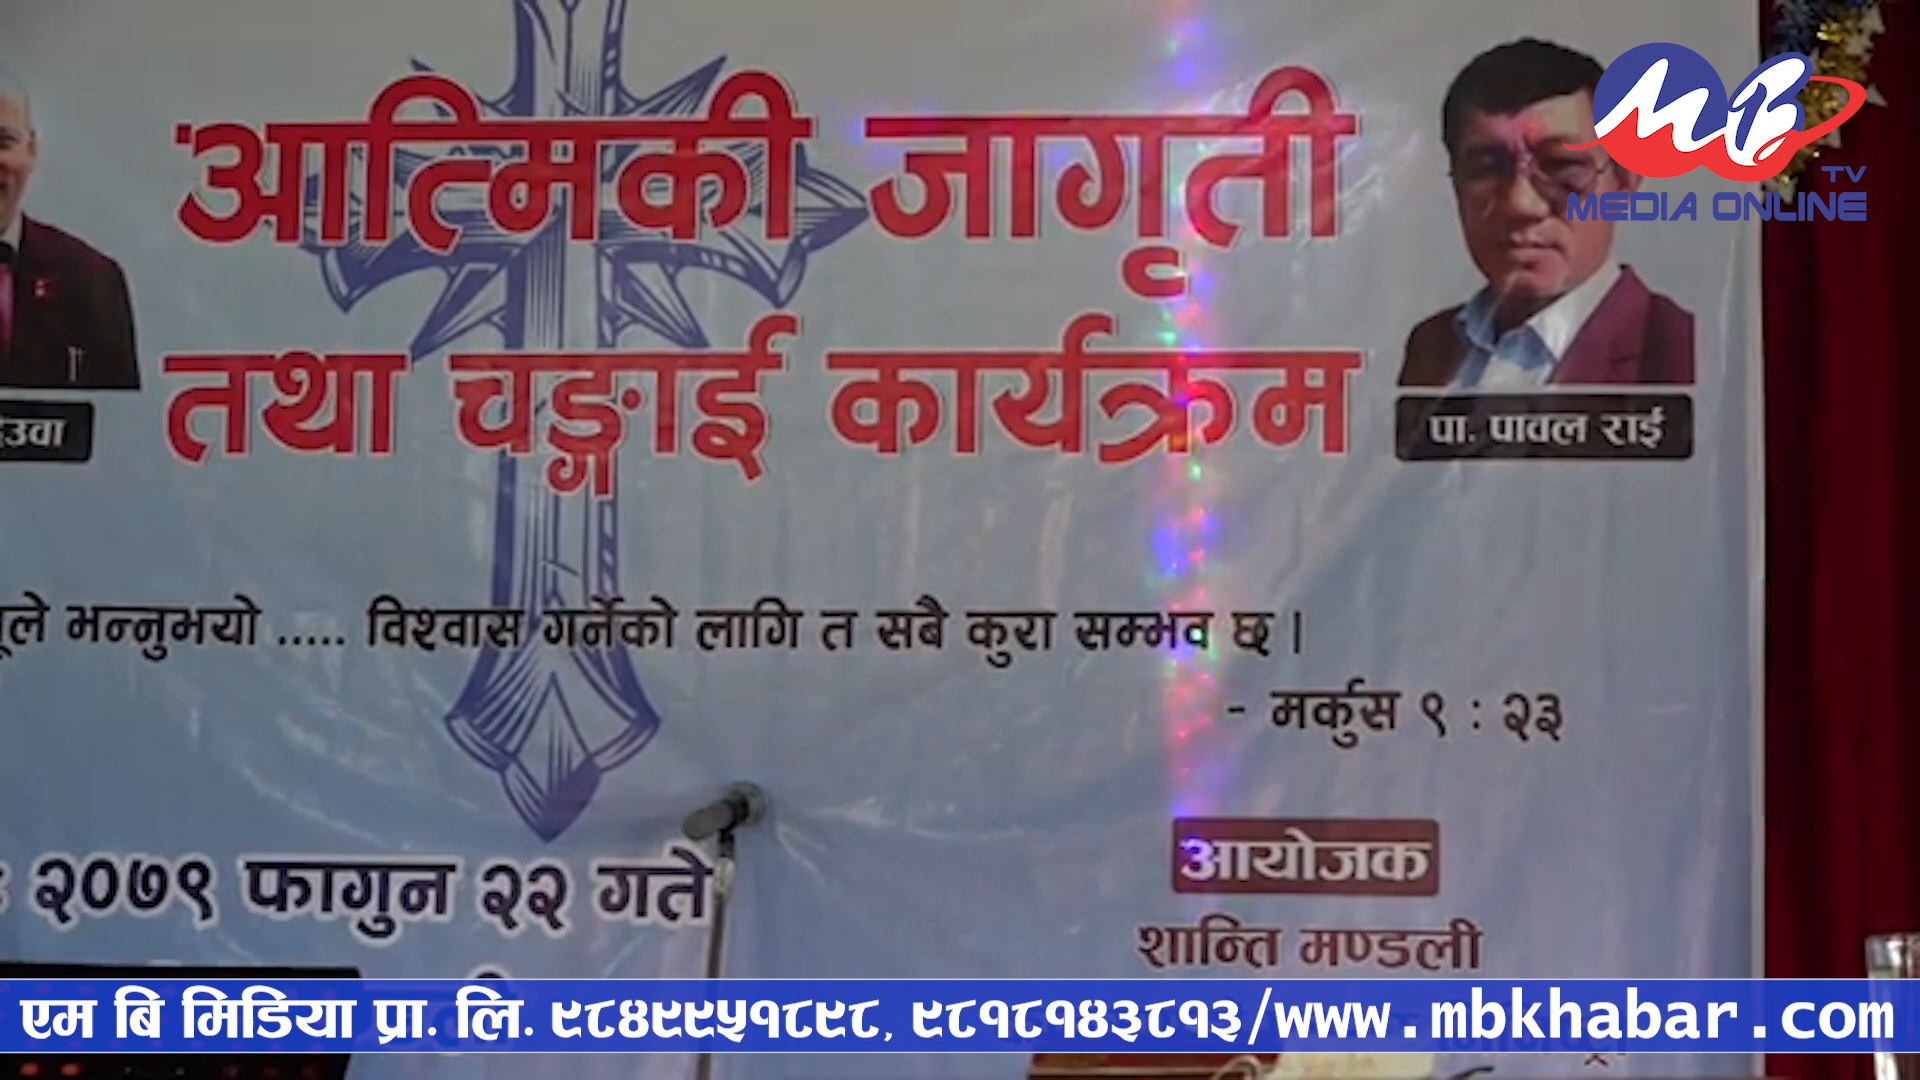 MB
TV
MEDIA ONLINE
आत्मिकी जागृती
तथा चङ्गाई कार्यक्रम
पा. पावल राई
भन्नुभयो ..... विश्वास गर्नेको लागि त सबै कुरा सम्भव छ ।
- मर्कुस ९ : २३
२०७९ फागुन २२ गते
आयोजक
शान्ति मण्डली
एम बि मिडिया प्रा. लि. ९८४९९५१८९८, ९८१८१४३८१३/www.mbkhabar.com